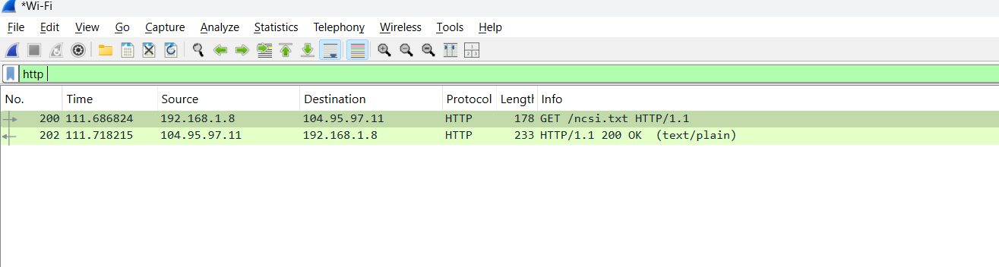 *Wi-Fi
File Edit View Go Capture Analyze Statistics Telephony Wireless Tools Help
http
No. Time Source Destination Protocol Length Info
200 111.686824 192.168.1.8 104.95.97.11 HTTP 178 GET /ncsi.txt HTTP/1.1
202 111.718215 104.95.97.11 192.168.1.8 HTTP 233 HTTP/1.1 200 OK (text/plain)